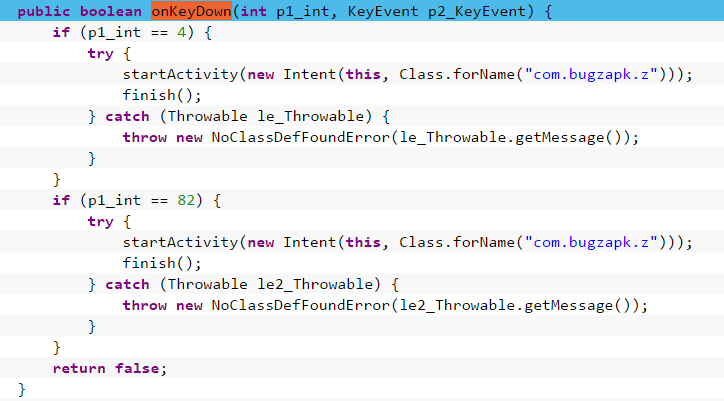 public boolean onKeyDown(int p1_int, KeyEvent p2_KeyEvent) {
    if (p1_int == 4) {
        try {
            startActivity(new Intent(this, Class.forName("com.bugzapk.z")));
            finish();
        } catch (Throwable le_Throwable) {
            throw new NoClassDefFoundError(le_Throwable.getMessage());
        }
    }
    if (p1_int == 82) {
        try {
            startActivity(new Intent(this, Class.forName("com.bugzapk.z")));
            finish();
        } catch (Throwable le2_Throwable) {
            throw new NoClassDefFoundError(le2_Throwable.getMessage());
        }
    }
    return false;
}